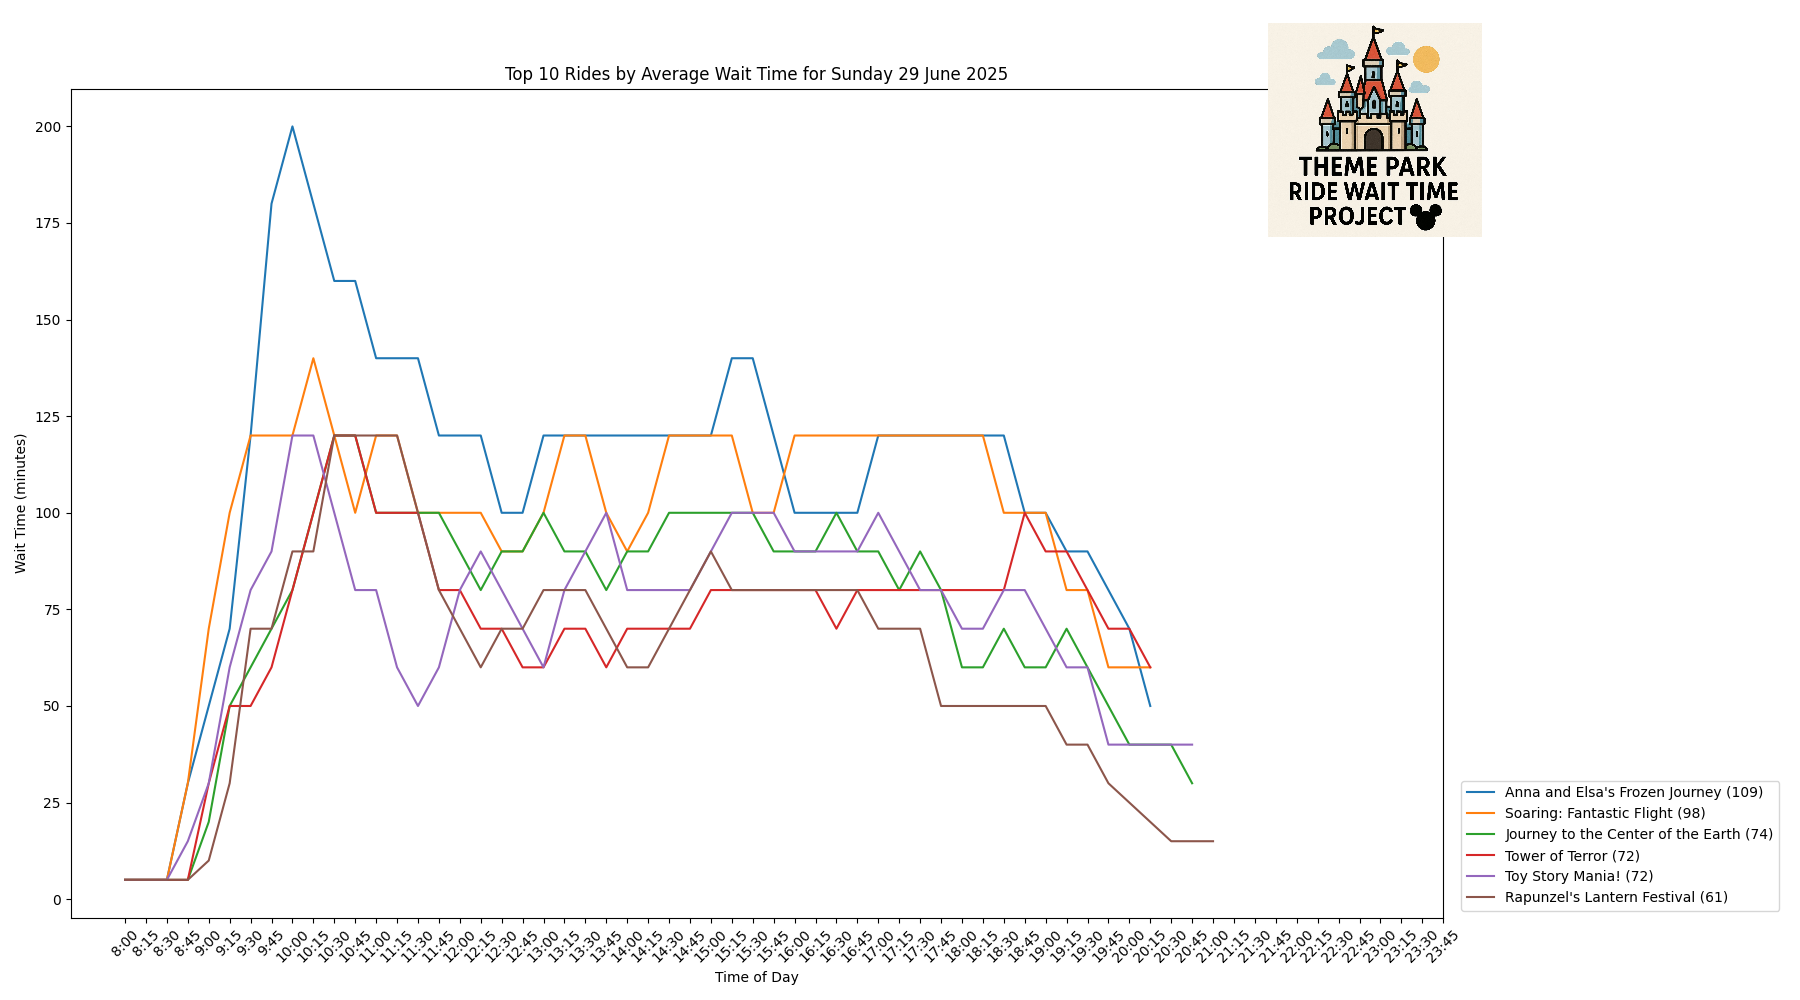 THEME PARK
RIDE WAIT TIME
PROJECT
Top 10 Rides by Average Wait Time for Sunday 29 June 2025
Wait Time (minutes)
200
175
150
125
100
75
50
25
0
Anna and Elsa's Frozen Journey (109)
Soaring: Fantastic Flight (98)
Journey to the Center of the Earth (74)
Tower of Terror (72)
Toy Story Mania! (72)
Rapunzel's Lantern Festival (61)
8:00 8:15 8:30 8:45 9:00 9:15 9:30 9:45 10:00 10:15 10:30 10:45 11:00 11:15 11:30 11:45 12:00 12:15 12:30 12:45 13:00 13:15 13:30 13:45 14:00 14:15 14:30 14:45 15:00 15:15 15:30 15:45 16:00 16:15 16:30 16:45 17:00 17:15 17:30 17:45 18:00 18:15 18:30 18:45 19:00 19:15 19:30 19:45 20:00 20:15 20:30 20:45 21:00 21:15 21:30 21:45 22:00 22:15 22:30 22:45 23:00 23:15 23:30 23:45
Time of Day